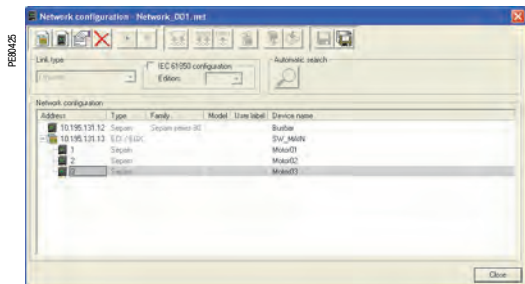 PE80425
Network configuration - Network_001.net
Link type
IEC 61850 configuration
Edition:
Automatic search
Network configuration
Address Type Family Model User label Device name
10.195.131.12 Sepam Sepam series 80 Busbar
10.195.131.13 SW_MAIN
1 Sepam Motor01
2 Sepam Motor02
3 Sepam Motor03
Close